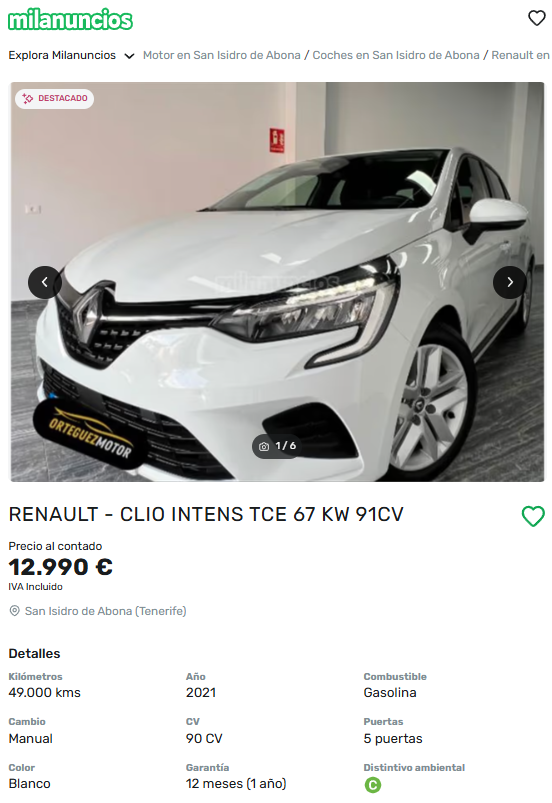 milanuncios
Explora Milanuncios Motor en San Isidro de Abona / Coches en San Isidro de Abona / Renault en
DESTACADO
milanuncios
ORTEGUEZMOTOR
1 / 6
RENAULT - CLIO INTENS TCE 67 KW 91CV
Precio al contado
12.990 €
IVA Incluido
San Isidro de Abona (Tenerife)
Detalles
Kilómetros Año Combustible
49.000 kms 2021 Gasolina
Cambio CV Puertas
Manual 90 CV 5 puertas
Color Garantía Distintivo ambiental
Blanco 12 meses (1 año) C